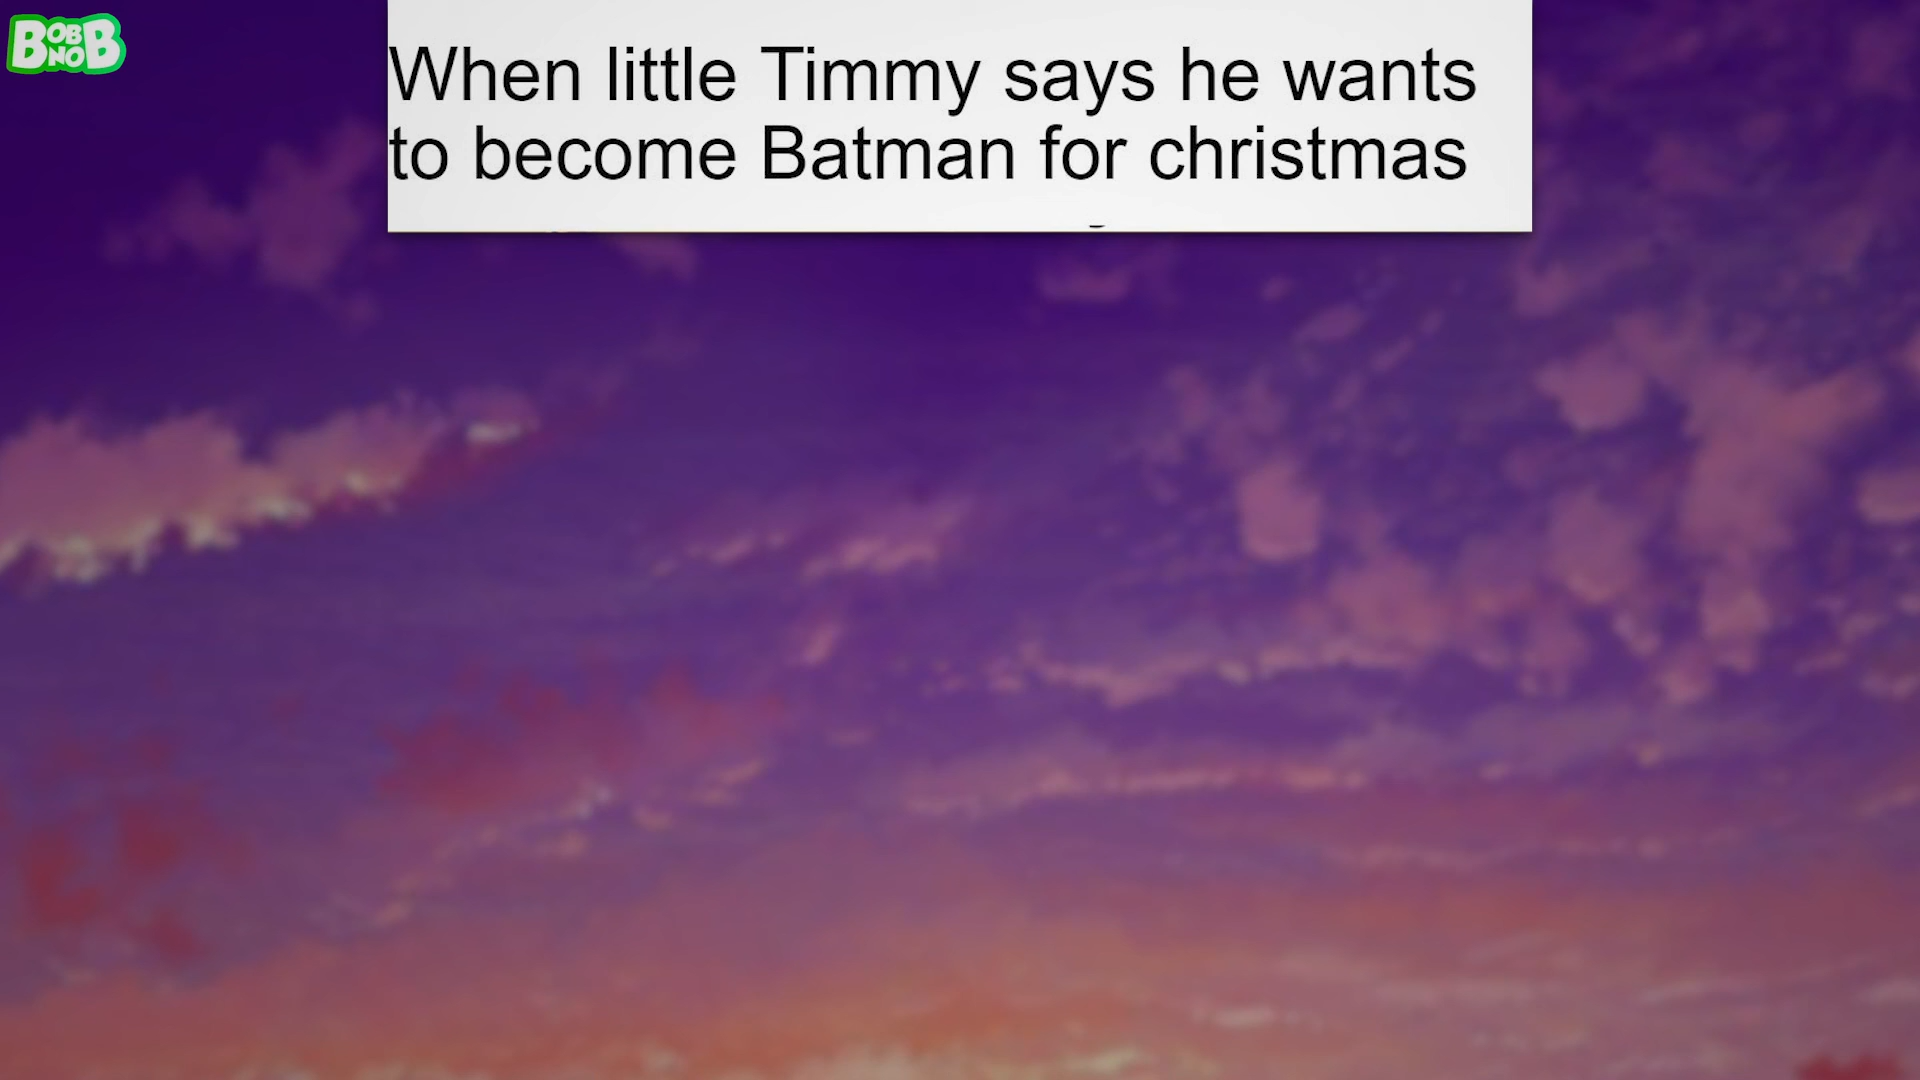 BOB NO B
When little Timmy says he wants
to become Batman for christmas